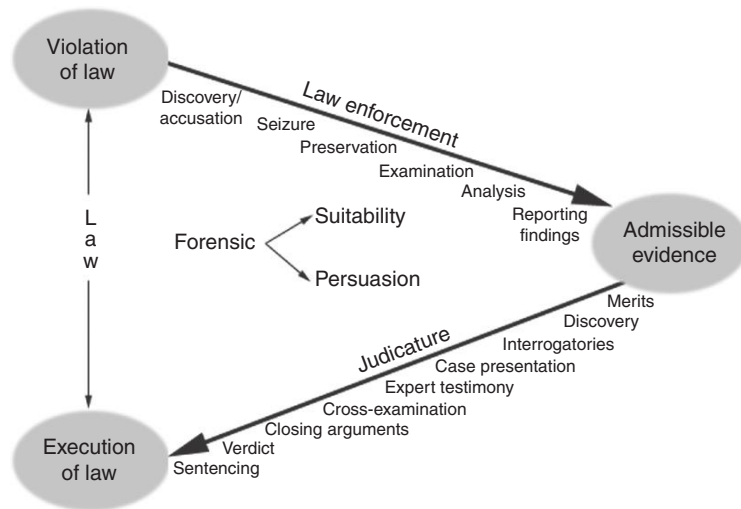 Violation
of law
Law enforcement
Discovery/
accusation
Seizure
Preservation
Examination
Analysis
Reporting
findings
Admissible
evidence
Law
Forensic
Suitability
Persuasion
Judicature
Merits
Discovery
Interrogatories
Case presentation
Expert testimony
Cross-examination
Closing arguments
Verdict
Sentencing
Execution
of law